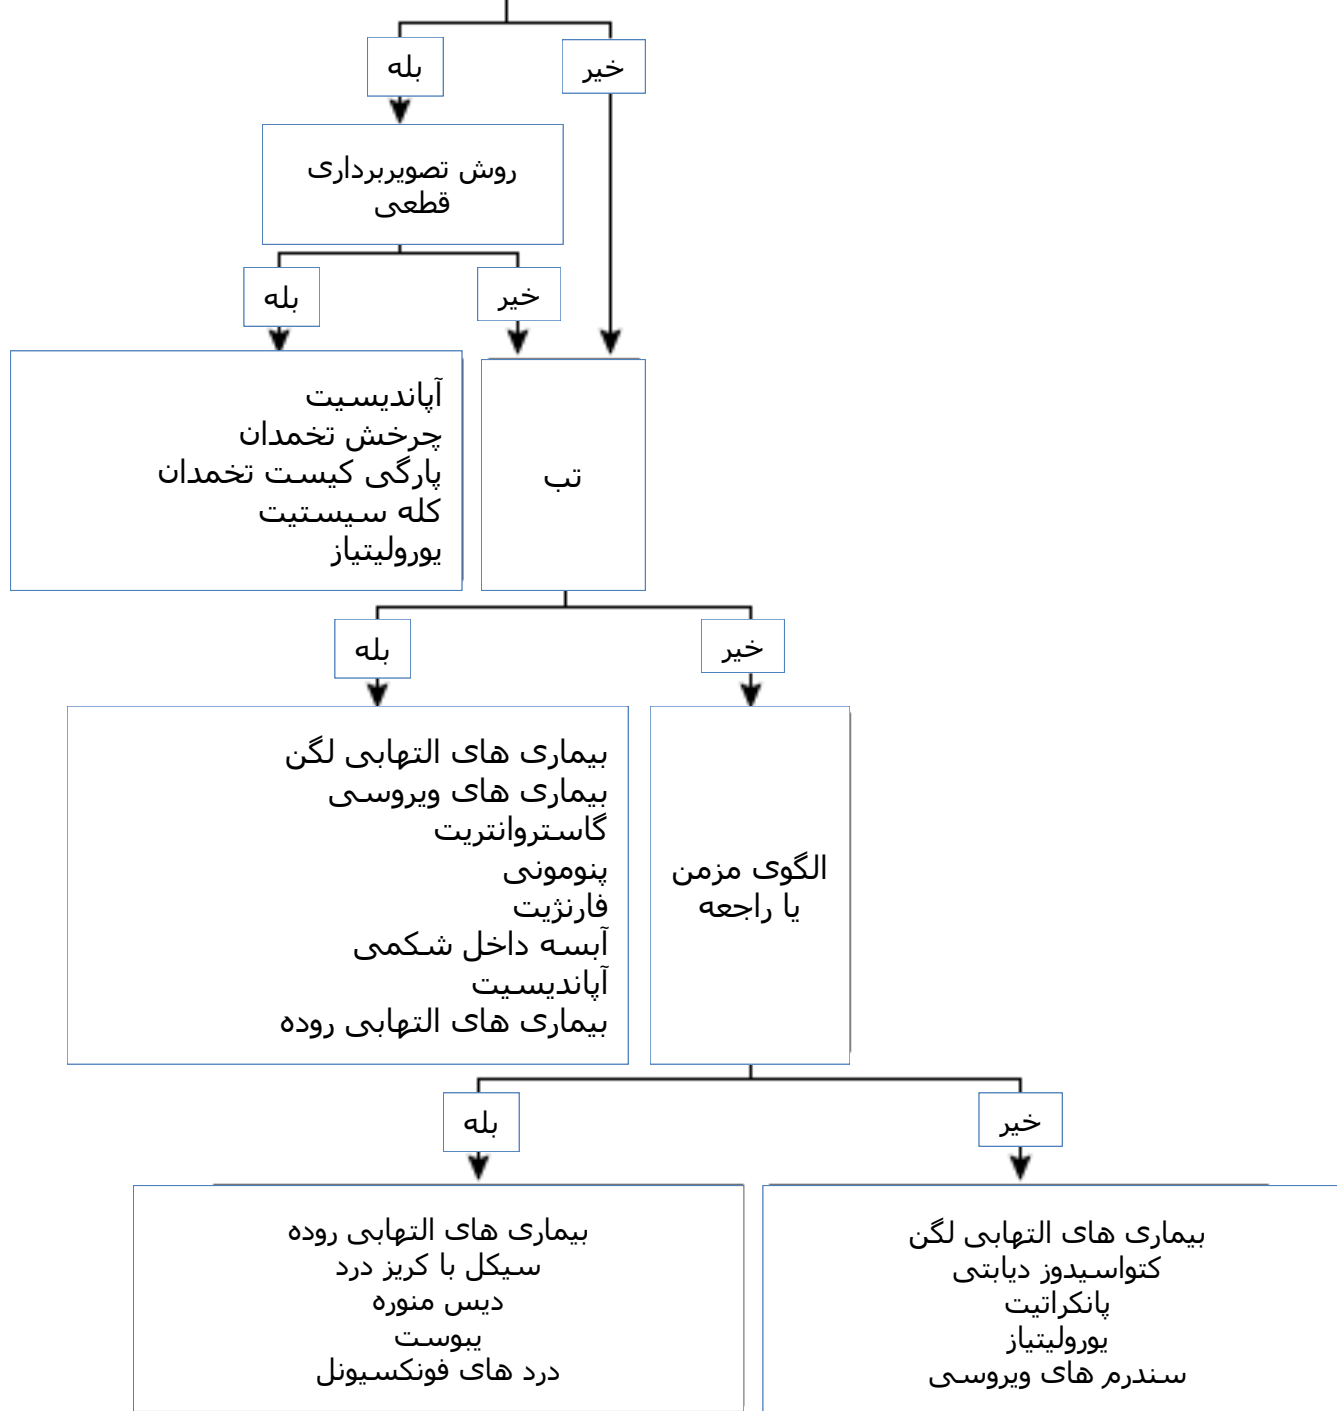 بله
خیر
روش تصویربرداری
قطعی
بله
خیر
آپاندیسیت
چرخش تخمدان
پارگی کیست تخمدان
کله سیستیت
یورولیتیاز
تب
بله
خیر
بیماری های التهابی لگن
بیماری های ویروسی
گاستروانتریت
پنومونی
فارنژیت
آبسه داخل شکمی
آپاندیسیت
بیماری های التهابی روده
الگوی مزمن
یا راجعه
بله
خیر
بیماری های التهابی روده
سیکل با کریز درد
دیس منوره
یبوست
درد های فونکسیونل
بیماری های التهابی لگن
کتواسیدوز دیابتی
پانکراتیت
یورولیتیاز
سندرم های ویروسی